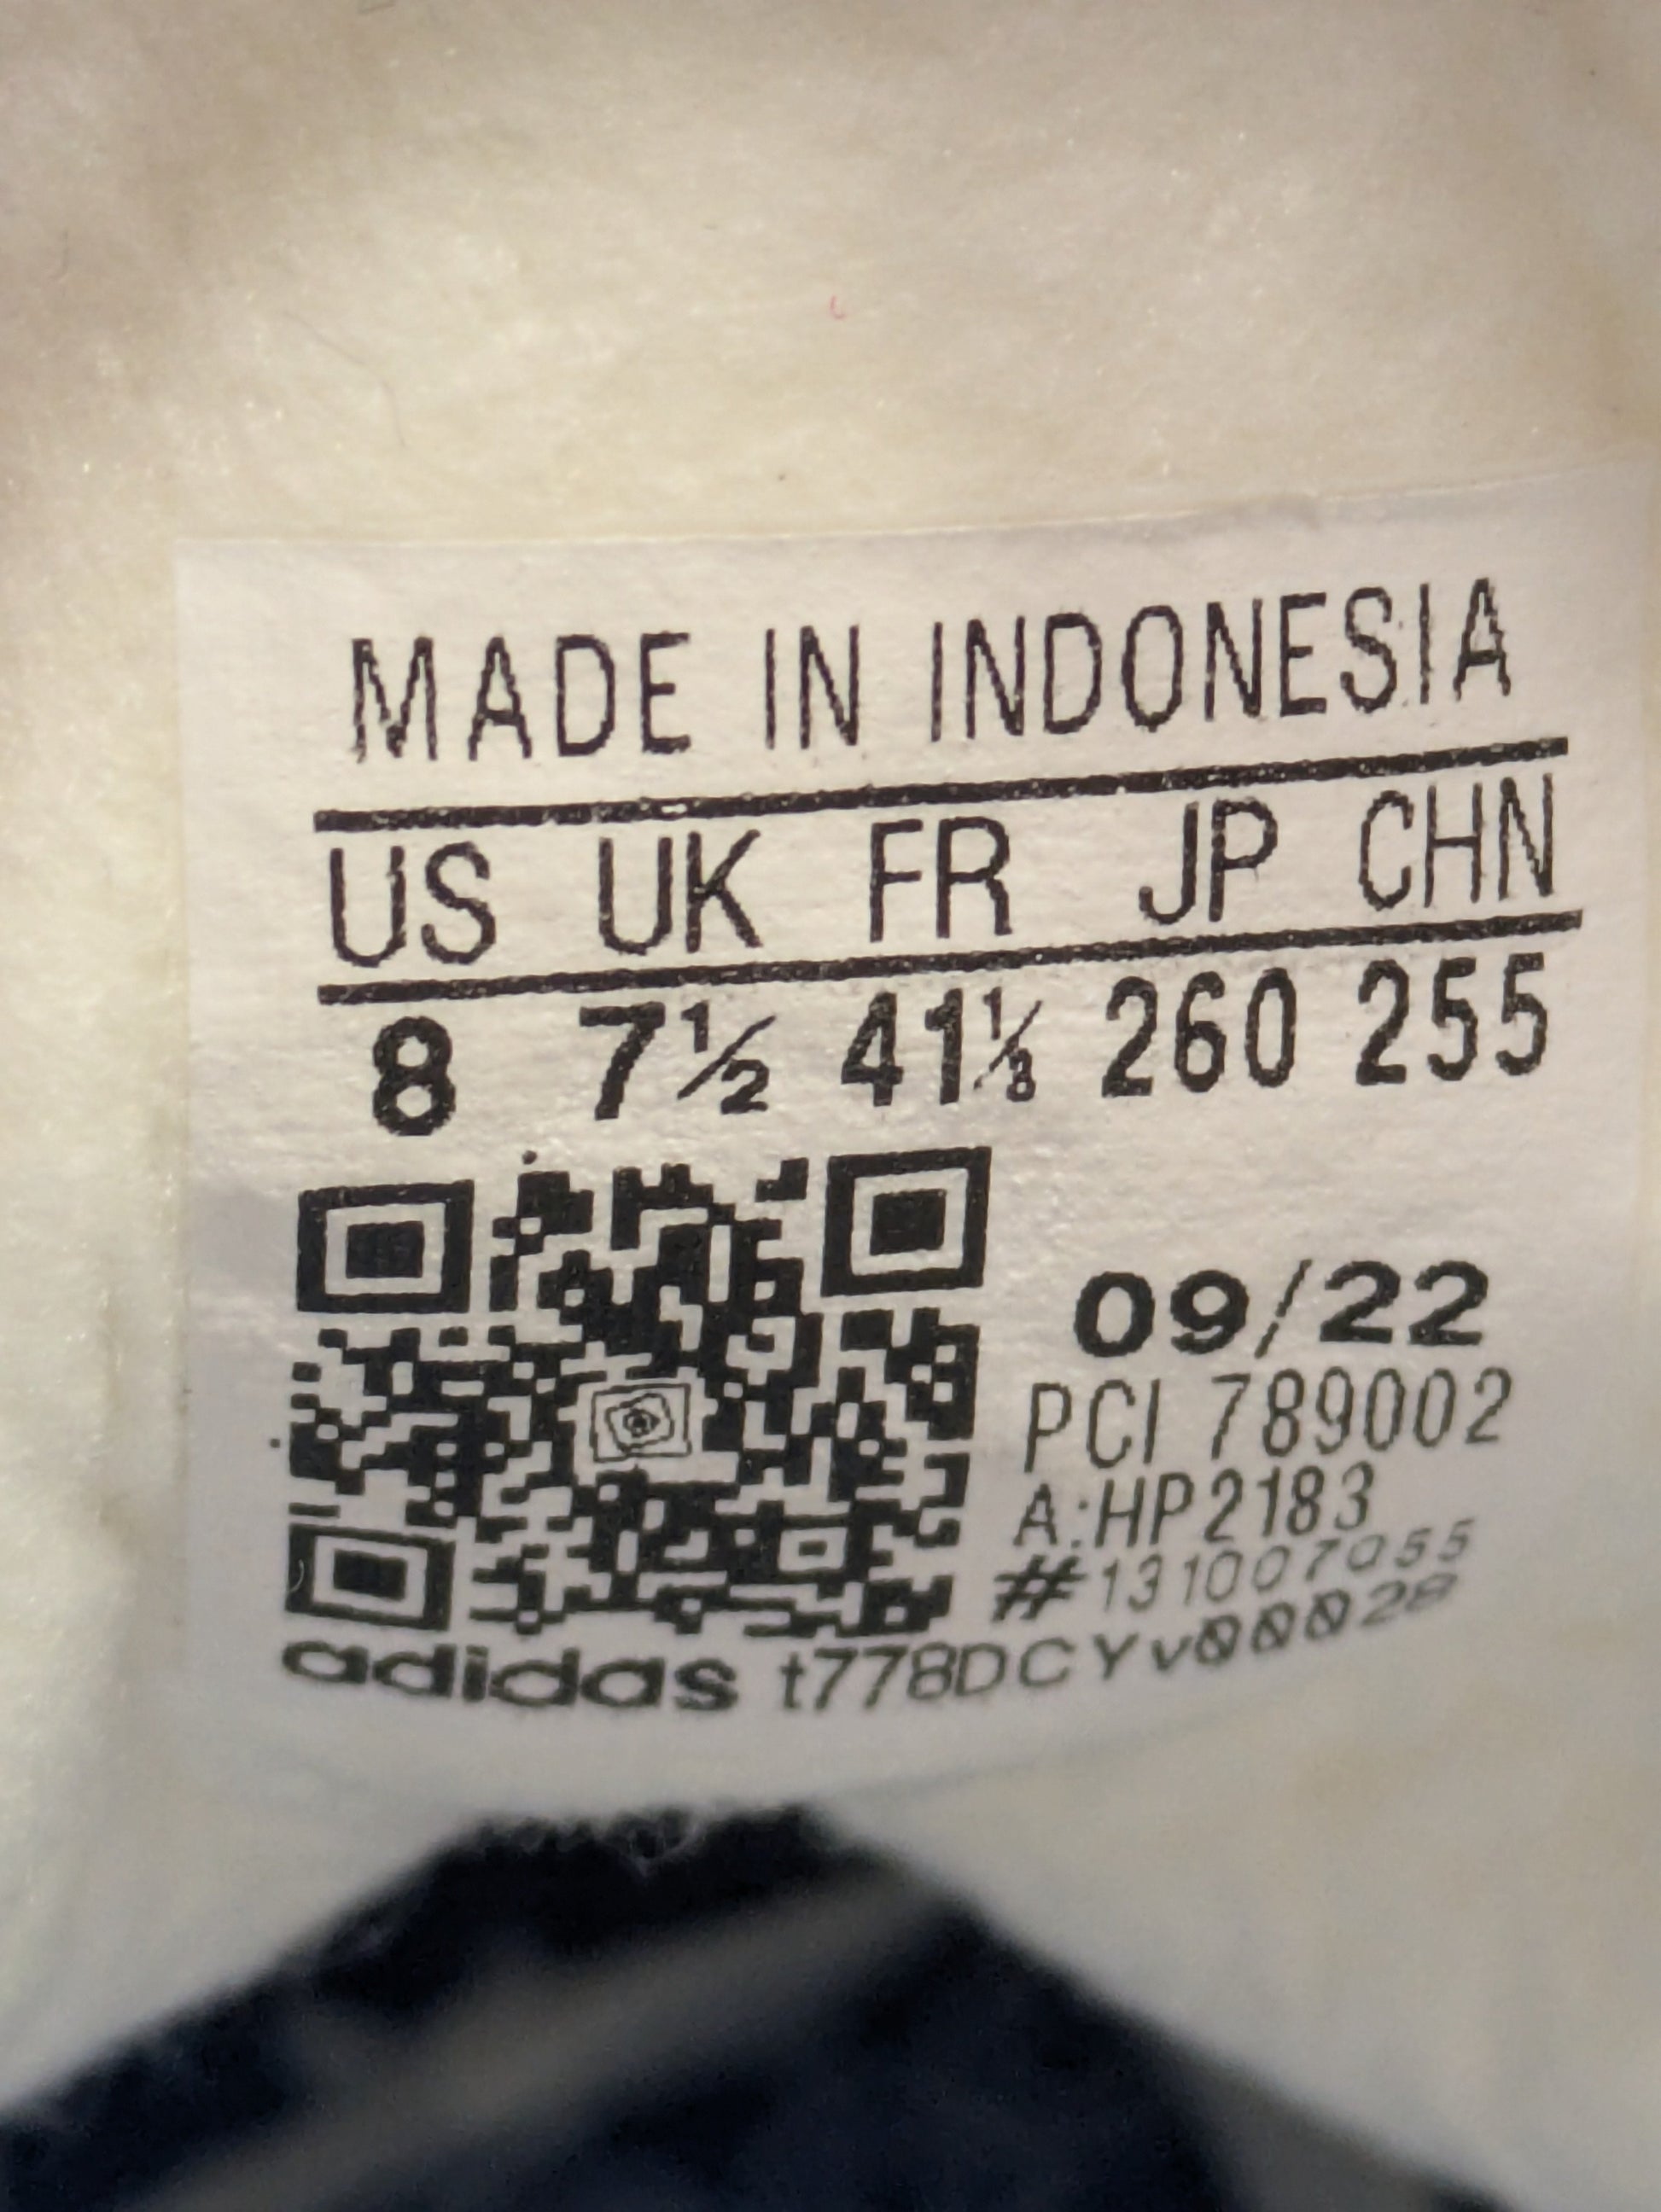 MADE IN INDONESIA
US UK FR JP CHN
8 7½ 41⅓ 260 255
09/22
PCI 789002
A:HP2183
#131007055
adidas t778DCYv00028